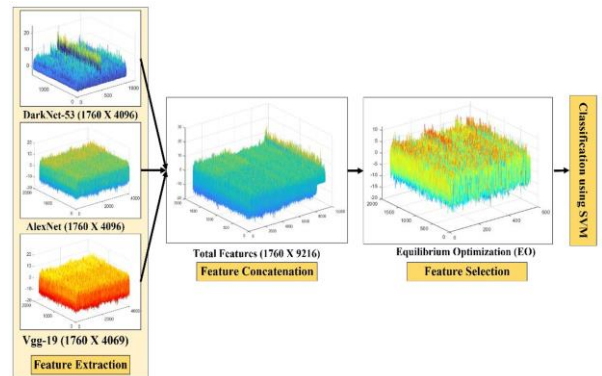 DarkNet-53 (1760 X 4096)
AlexNet (1760 X 4096)
Vgg-19 (1760 X 4069)
Feature Extraction
Total Features (1760 X 9216)
Feature Concatenation
Equilibrium Optimization (EO)
Feature Selection
Classification using SVM